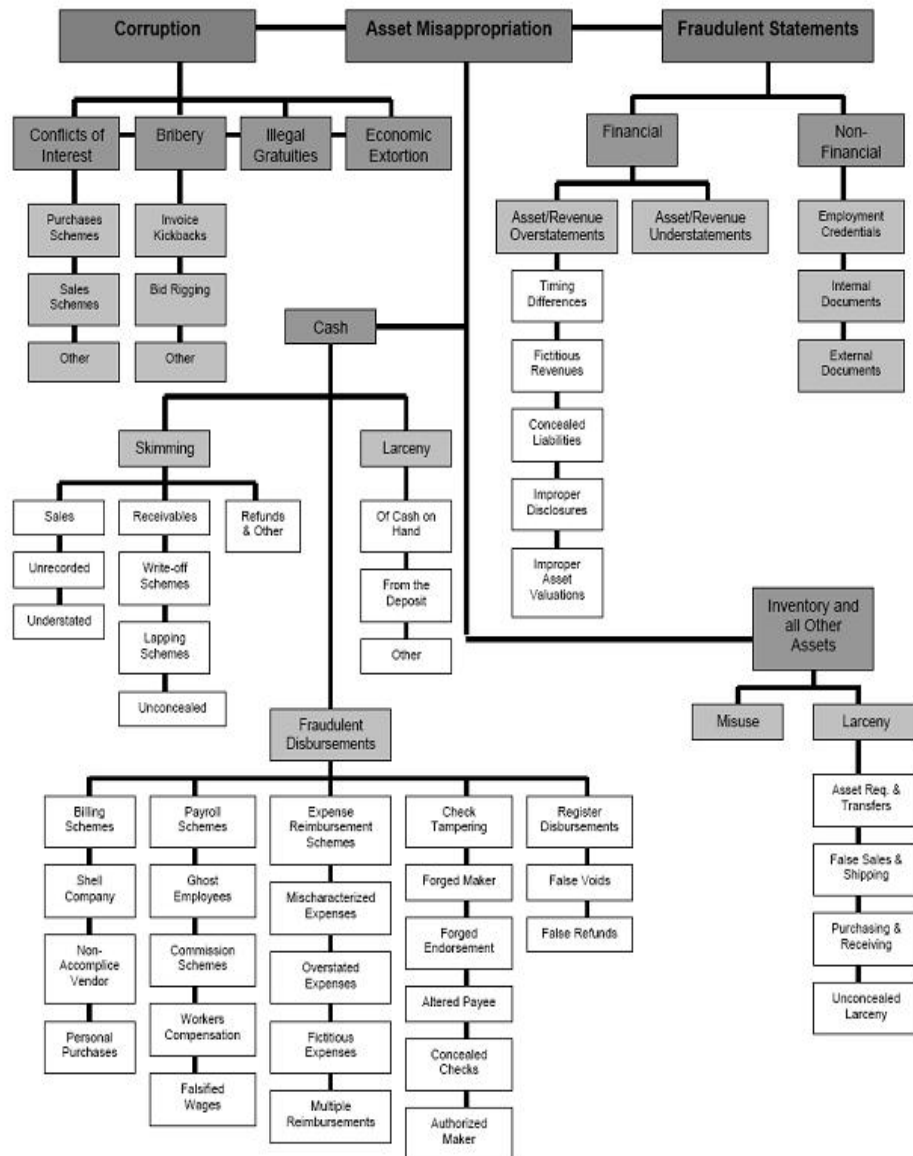 Corruption
Asset Misappropriation
Fraudulent Statements
Conflicts of
Interest
Bribery
Illegal
Gratuities
Economic
Extortion
Financial
Non-
Financial
Purchases
Schemes
Sales
Schemes
Other
Invoice
Kickbacks
Bid Rigging
Other
Asset/Revenue
Overstatements
Asset/Revenue
Understatements
Employment
Credentials
Internal
Documents
External
Documents
Timing
Differences
Fictitious
Revenues
Concealed
Liabilities
Improper
Disclosures
Improper
Asset
Valuations
Cash
Skimming
Larceny
Sales
Unrecorded
Understated
Receivables
Write-off
Schemes
Lapping
Schemes
Unconcealed
Refunds
& Other
Of Cash on
Hand
From the
Deposit
Other
Inventory and
all Other
Assets
Misuse
Larceny
Asset Req. &
Transfers
False Sales &
Shipping
Purchasing &
Receiving
Unconcealed
Larceny
Fraudulent
Disbursements
Billing
Schemes
Shell
Company
Non-
Accomplice
Vendor
Personal
Purchases
Payroll
Schemes
Ghost
Employees
Commission
Schemes
Workers
Compensation
Falsified
Wages
Expense
Reimbursement
Schemes
Mischaracterized
Expenses
Overstated
Expenses
Fictitious
Expenses
Multiple
Reimbursements
Check
Tampering
Forged Maker
Forged
Endorsement
Altered Payee
Concealed
Checks
Authorized
Maker
Register
Disbursements
False Voids
False Refunds